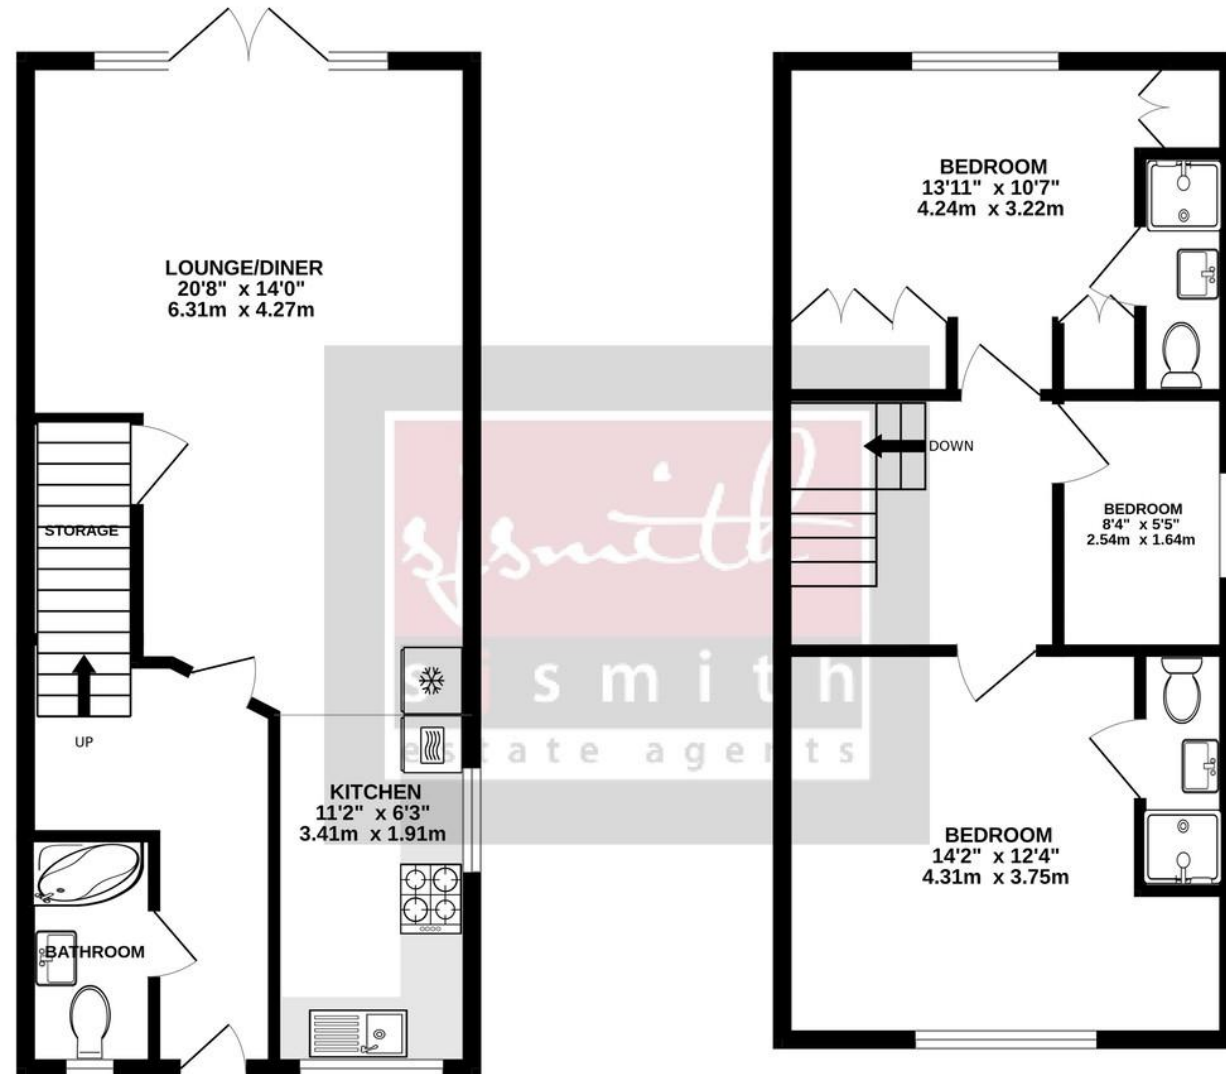 LOUNGE/DINER
20'8" x 14'0"
6.31m x 4.27m
STORAGE
UP
KITCHEN
11'2" x 6'3"
3.41m x 1.91m
BATHROOM
BEDROOM
13'11" x 10'7"
4.24m x 3.22m
DOWN
BEDROOM
8'4" x 5'5"
2.54m x 1.64m
BEDROOM
14'2" x 12'4"
4.31m x 3.75m
sjsmith
sjsmith
estate agents